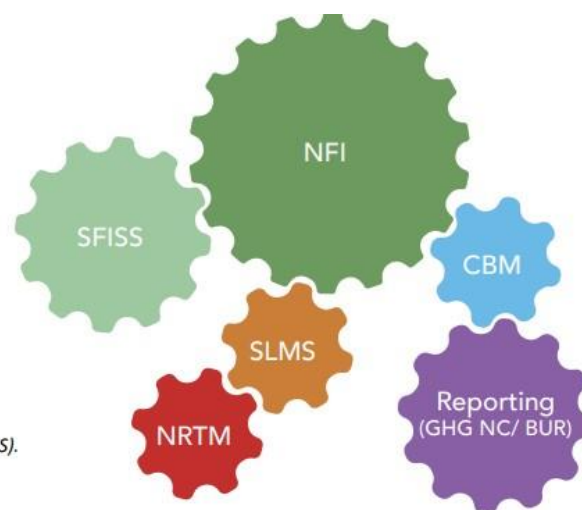 NFI
SFISS
CBM
SLMS
Reporting
(GHG NC/ BUR)
NRTM
S).